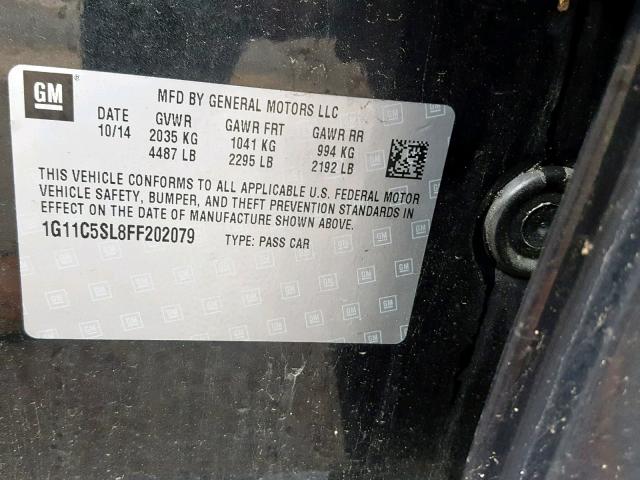 GM
®
MFD BY GENERAL MOTORS LLC
DATE GVWR GAWR FRT GAWR RR
10/14 2035 KG 1041 KG 994 KG
4487 LB 2295 LB 2192 LB
THIS VEHICLE CONFORMS TO ALL APPLICABLE U.S. FEDERAL MOTOR
VEHICLE SAFETY, BUMPER, AND THEFT PREVENTION STANDARDS IN
EFFECT ON THE DATE OF MANUFACTURE SHOWN ABOVE.
1G11C5SL8FF202079 TYPE: PASS CAR